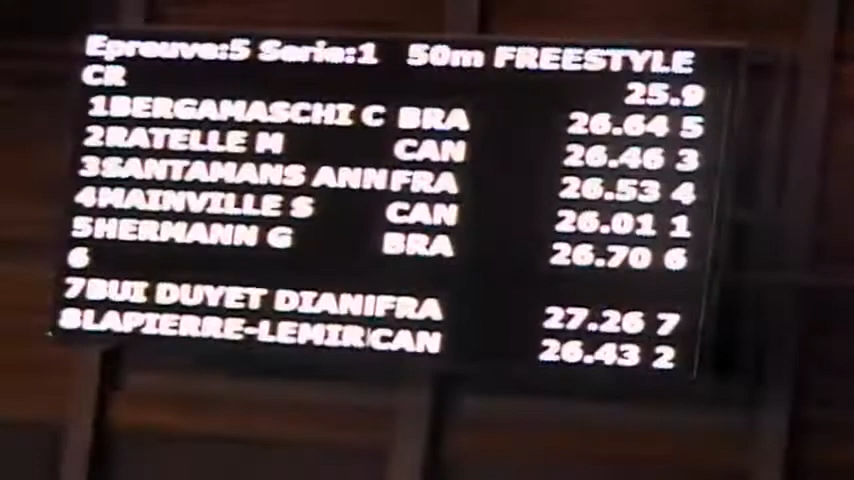 Epreuve:5 Serie:1 50m FREESTYLE
CR 25.9
1BERGAMASCHI C BRA 26.64 5
2RATELLE M CAN 26.46 3
3SANTAMANS ANNFRA 26.53 4
4MAINVILLE S CAN 26.01 1
5HERMANN G BRA 26.70 6
6
7BUI DUYET DIANIFRA 27.26 7
8LAPIERRE-LEMIRCAN 26.43 2